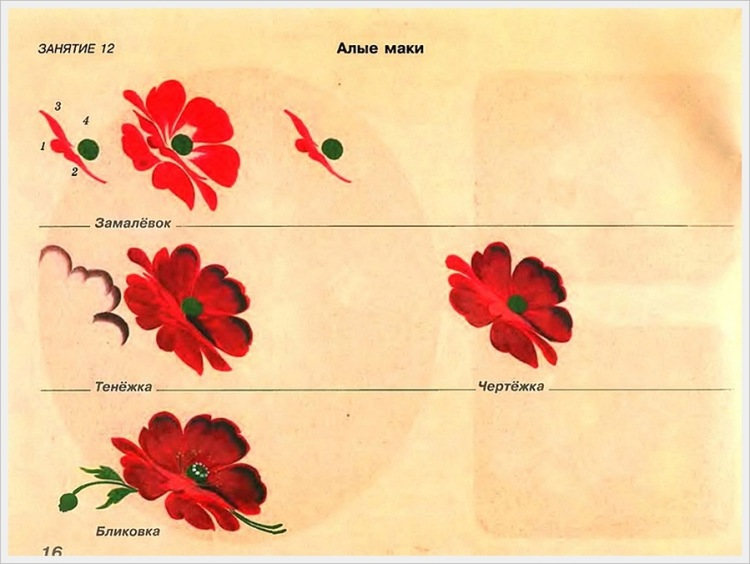 ЗАНЯТИЕ 12
Алые маки
3
4
1
2
Замалёвок
Тенёжка
Чертёжка
Бликовка
16